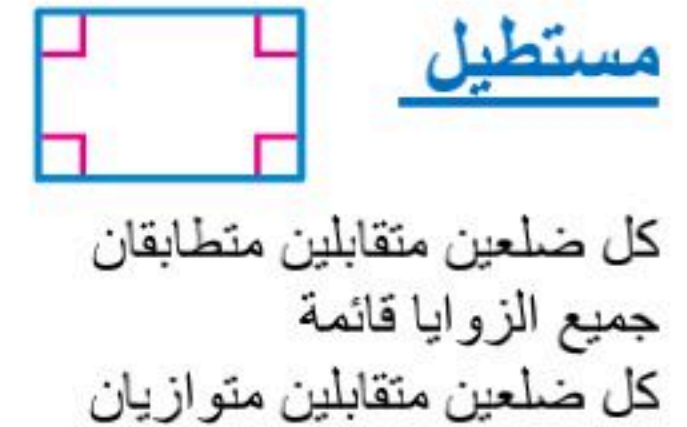 مستطيل
كل ضلعين متقابلين متطابقان
جميع الزوايا قائمة
كل ضلعين متقابلين متوازيان